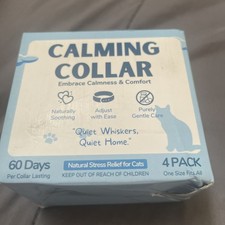 CALMING
COLLAR
Embrace Calmness & Comfort
Naturally
Soothing
Adjust
with Ease
Purely
Gentle Care
"Quiet Whiskers,
Quiet Home."
60 Days
Per Collar Lasting
Natural Stress Relief for Cats
KEEP OUT OF REACH OF CHILDREN
4 PACK
One Size Fits All